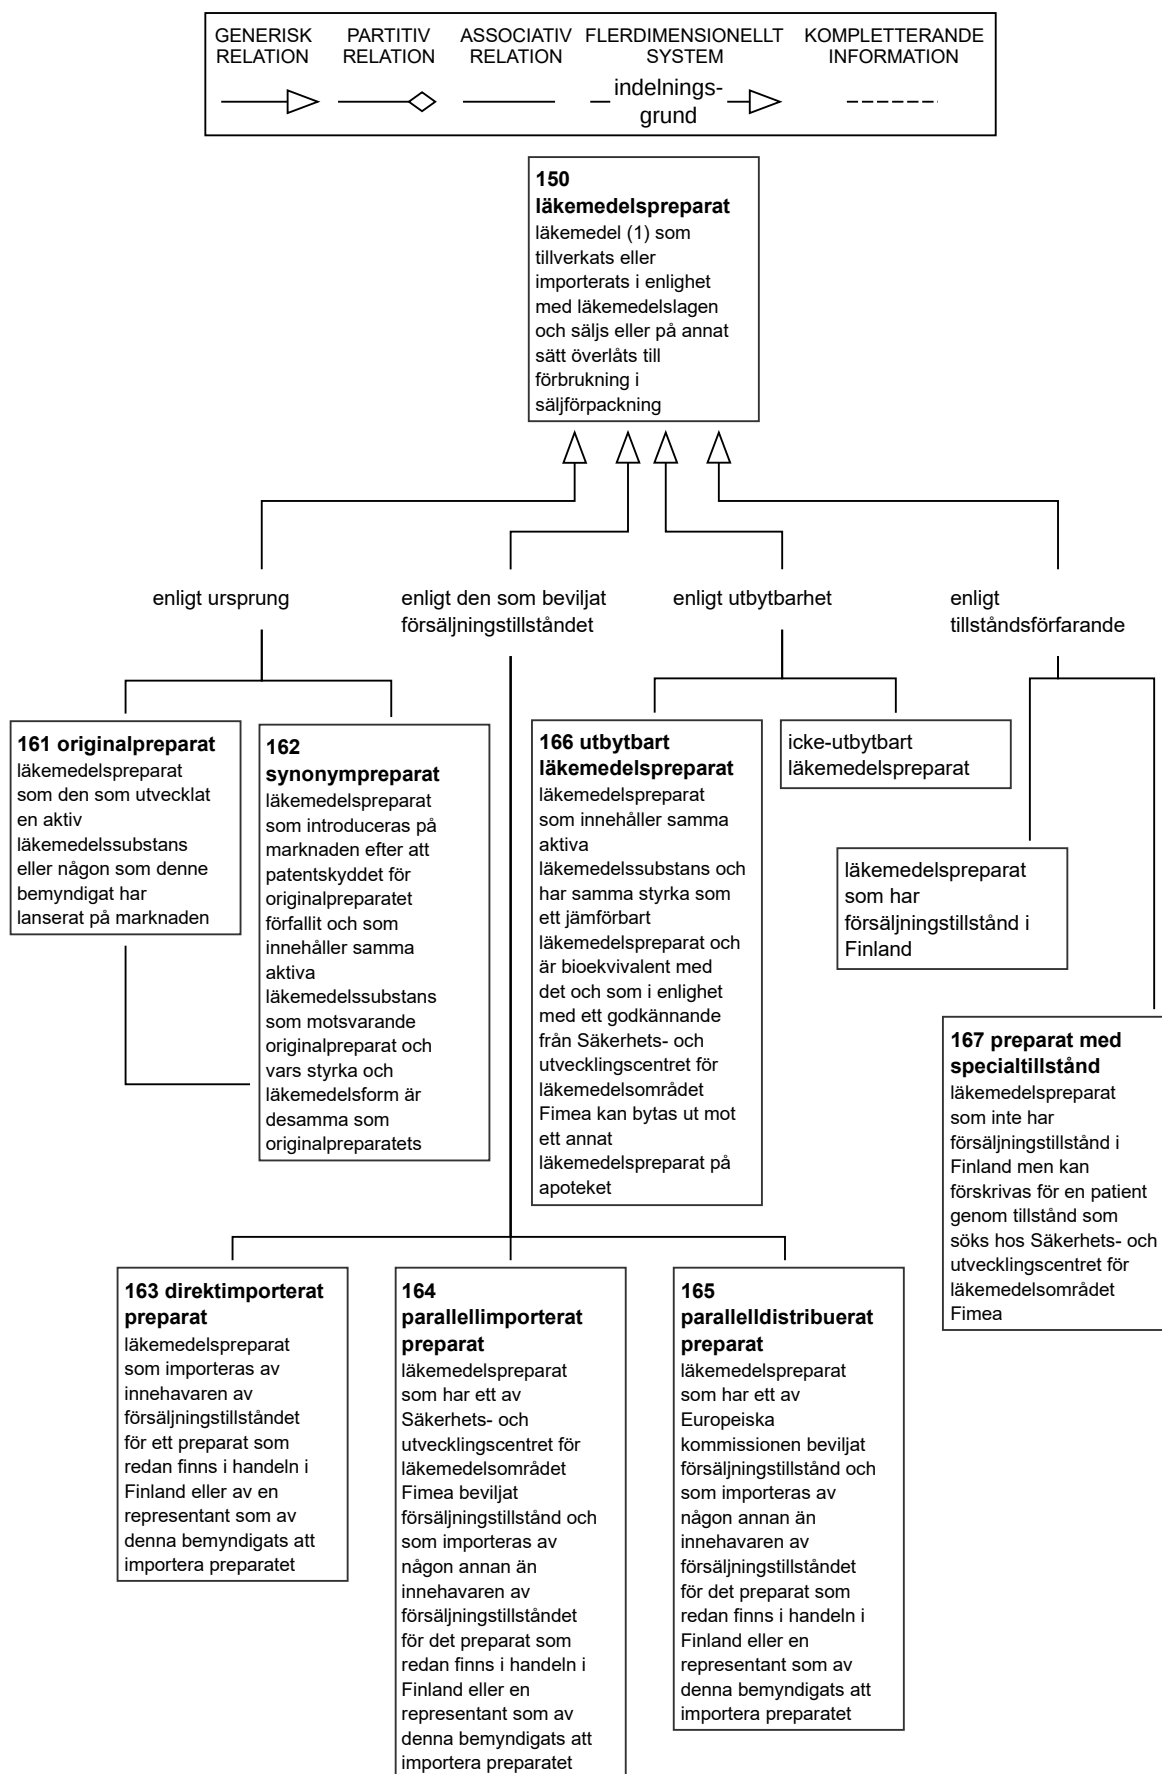 GENERISK
RELATION
PARTITIV
RELATION
ASSOCIATIV
RELATION
FLERDIMENSIONELLT
SYSTEM
indelnings-
grund
KOMPLETTERANDE
INFORMATION
150
läkemedelspreparat
läkemedel (1) som
tillverkats eller
importerats i enlighet
med läkemedelslagen
och säljs eller på annat
sätt överlåts till
förbrukning i
säljförpackning
enligt ursprung
enligt den som beviljat
försäljningstillståndet
enligt utbytbarhet
enligt
tillståndsförfarande
161 originalpreparat
läkemedelspreparat
som den som utvecklat
en aktiv
läkemedelssubstans
eller någon som denne
bemyndigat har
lanserat på marknaden
162
synonympreparat
läkemedelspreparat
som introduceras på
marknaden efter att
patentskyddet för
originalpreparatet
förfallit och som
innehåller samma
aktiva
läkemedelssubstans
som motsvarande
originalpreparat och
vars styrka och
läkemedelsform är
desamma som
originalpreparatets
166 utbytbart
läkemedelspreparat
läkemedelspreparat
som innehåller samma
aktiva
läkemedelssubstans och
har samma styrka som
ett jämförbart
läkemedelspreparat och
är bioekvivalent med
det och som i enlighet
med ett godkännande
från Säkerhets- och
utvecklingscentret för
läkemedelsområdet
Fimea kan bytas ut mot
ett annat
läkemedelspreparat på
apoteket
icke-utbytbart
läkemedelspreparat
läkemedelspreparat
som har
försäljningstillstånd i
Finland
167 preparat med
specialtillstånd
läkemedelspreparat
som inte har
försäljningstillstånd i
Finland men kan
förskrivas för en patient
genom tillstånd som
söks hos Säkerhets- och
utvecklingscentret för
läkemedelsområdet
Fimea
163 direktimporterat
preparat
läkemedelspreparat
som importeras av
innehavaren av
försäljningstillståndet
för ett preparat som
redan finns i handeln i
Finland eller av en
representant som av
denna bemyndigats att
importera preparatet
164
parallellimporterat
preparat
läkemedelspreparat
som har ett av
Säkerhets- och
utvecklingscentret för
läkemedelsområdet
Fimea beviljat
försäljningstillstånd och
som importeras av
någon annan än
innehavaren av
försäljningstillståndet
för det preparat som
redan finns i handeln i
Finland eller en
representant som av
denna bemyndigats att
importera preparatet
165
parallelldistribuerat
preparat
läkemedelspreparat
som har ett av
Europeiska
kommissionen beviljat
försäljningstillstånd och
som importeras av
någon annan än
innehavaren av
försäljningstillståndet
för det preparat som
redan finns i handeln i
Finland eller en
representant som av
denna bemyndigats att
importera preparatet